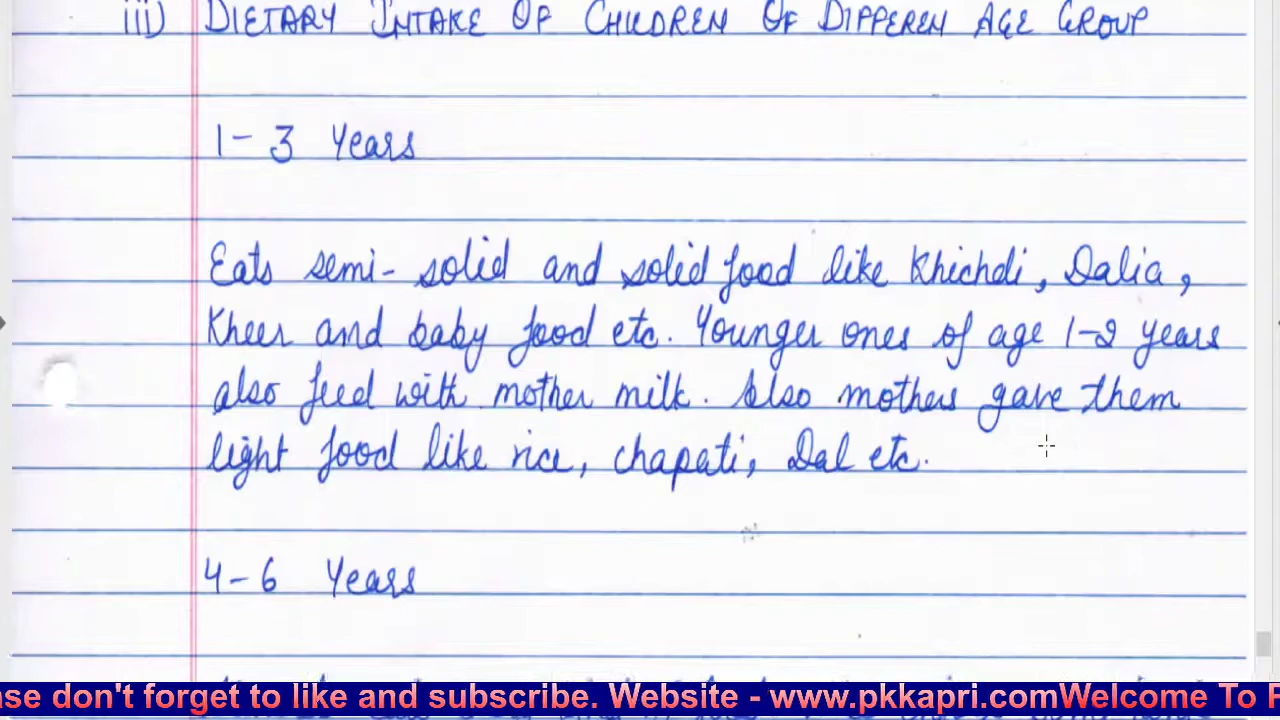 iii) DIETARY INTAKE OF CHILDREN OF DIFFEREN AGE GROUP
1- 3 Years
Eats semi- solid and solid food like Khichdi, Dalia,
Kheer and baby food etc. Younger ones of age 1-2 years
also feed with mother milk. Also mothers gave them
light food like rice, chapati, Dal etc.
4-6 Years
ase don't forget to like and subscribe. Website - www.pkkapri.comWelcome To F